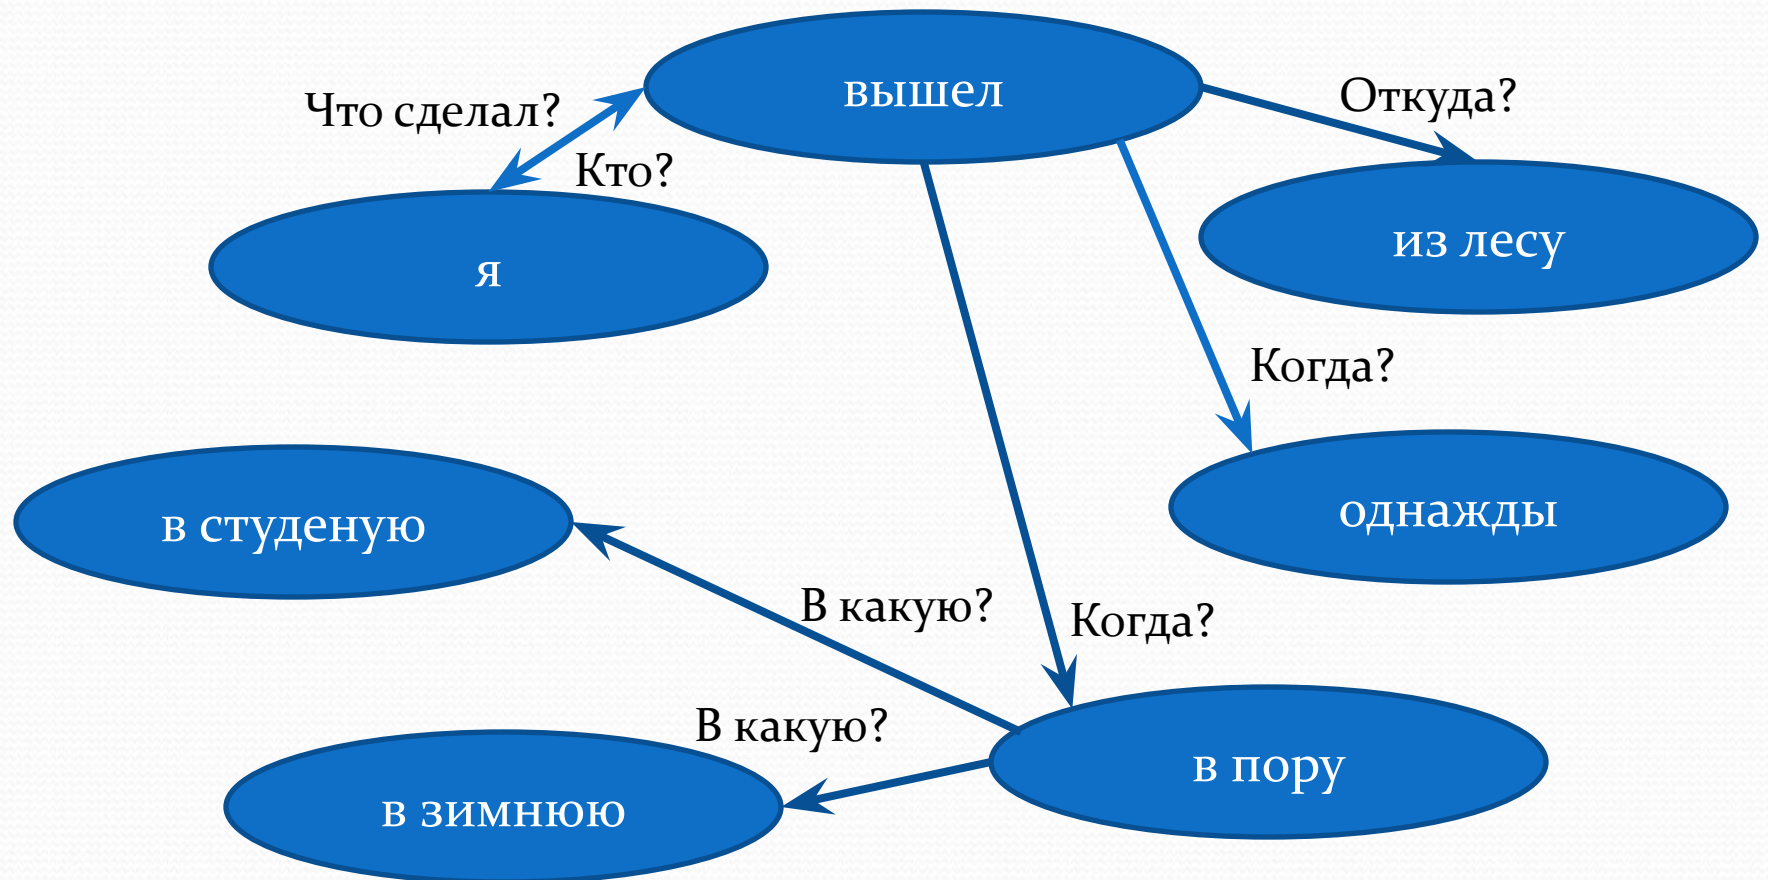 вышел
Откуда?
Что сделал?
Кто?
из лесу
я
Когда?
однажды
в студеную
В какую?
Когда?
В какую?
в пору
в зимнюю